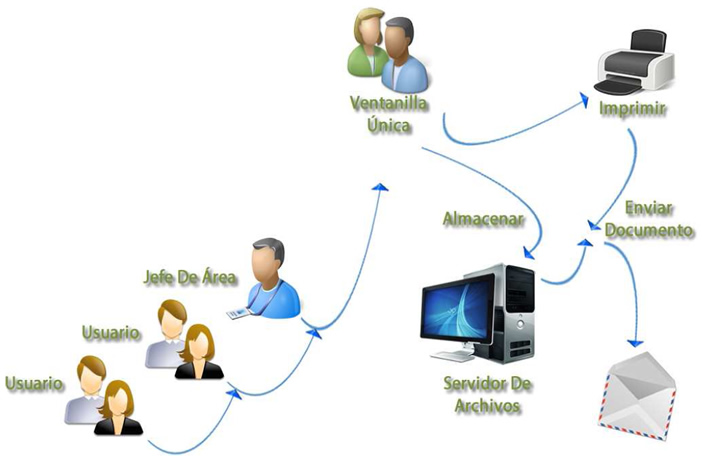 Ventanilla
Única
Imprimir
Almacenar
Enviar
Documento
Jefe De Área
Usuario
Usuario
Servidor De
Archivos